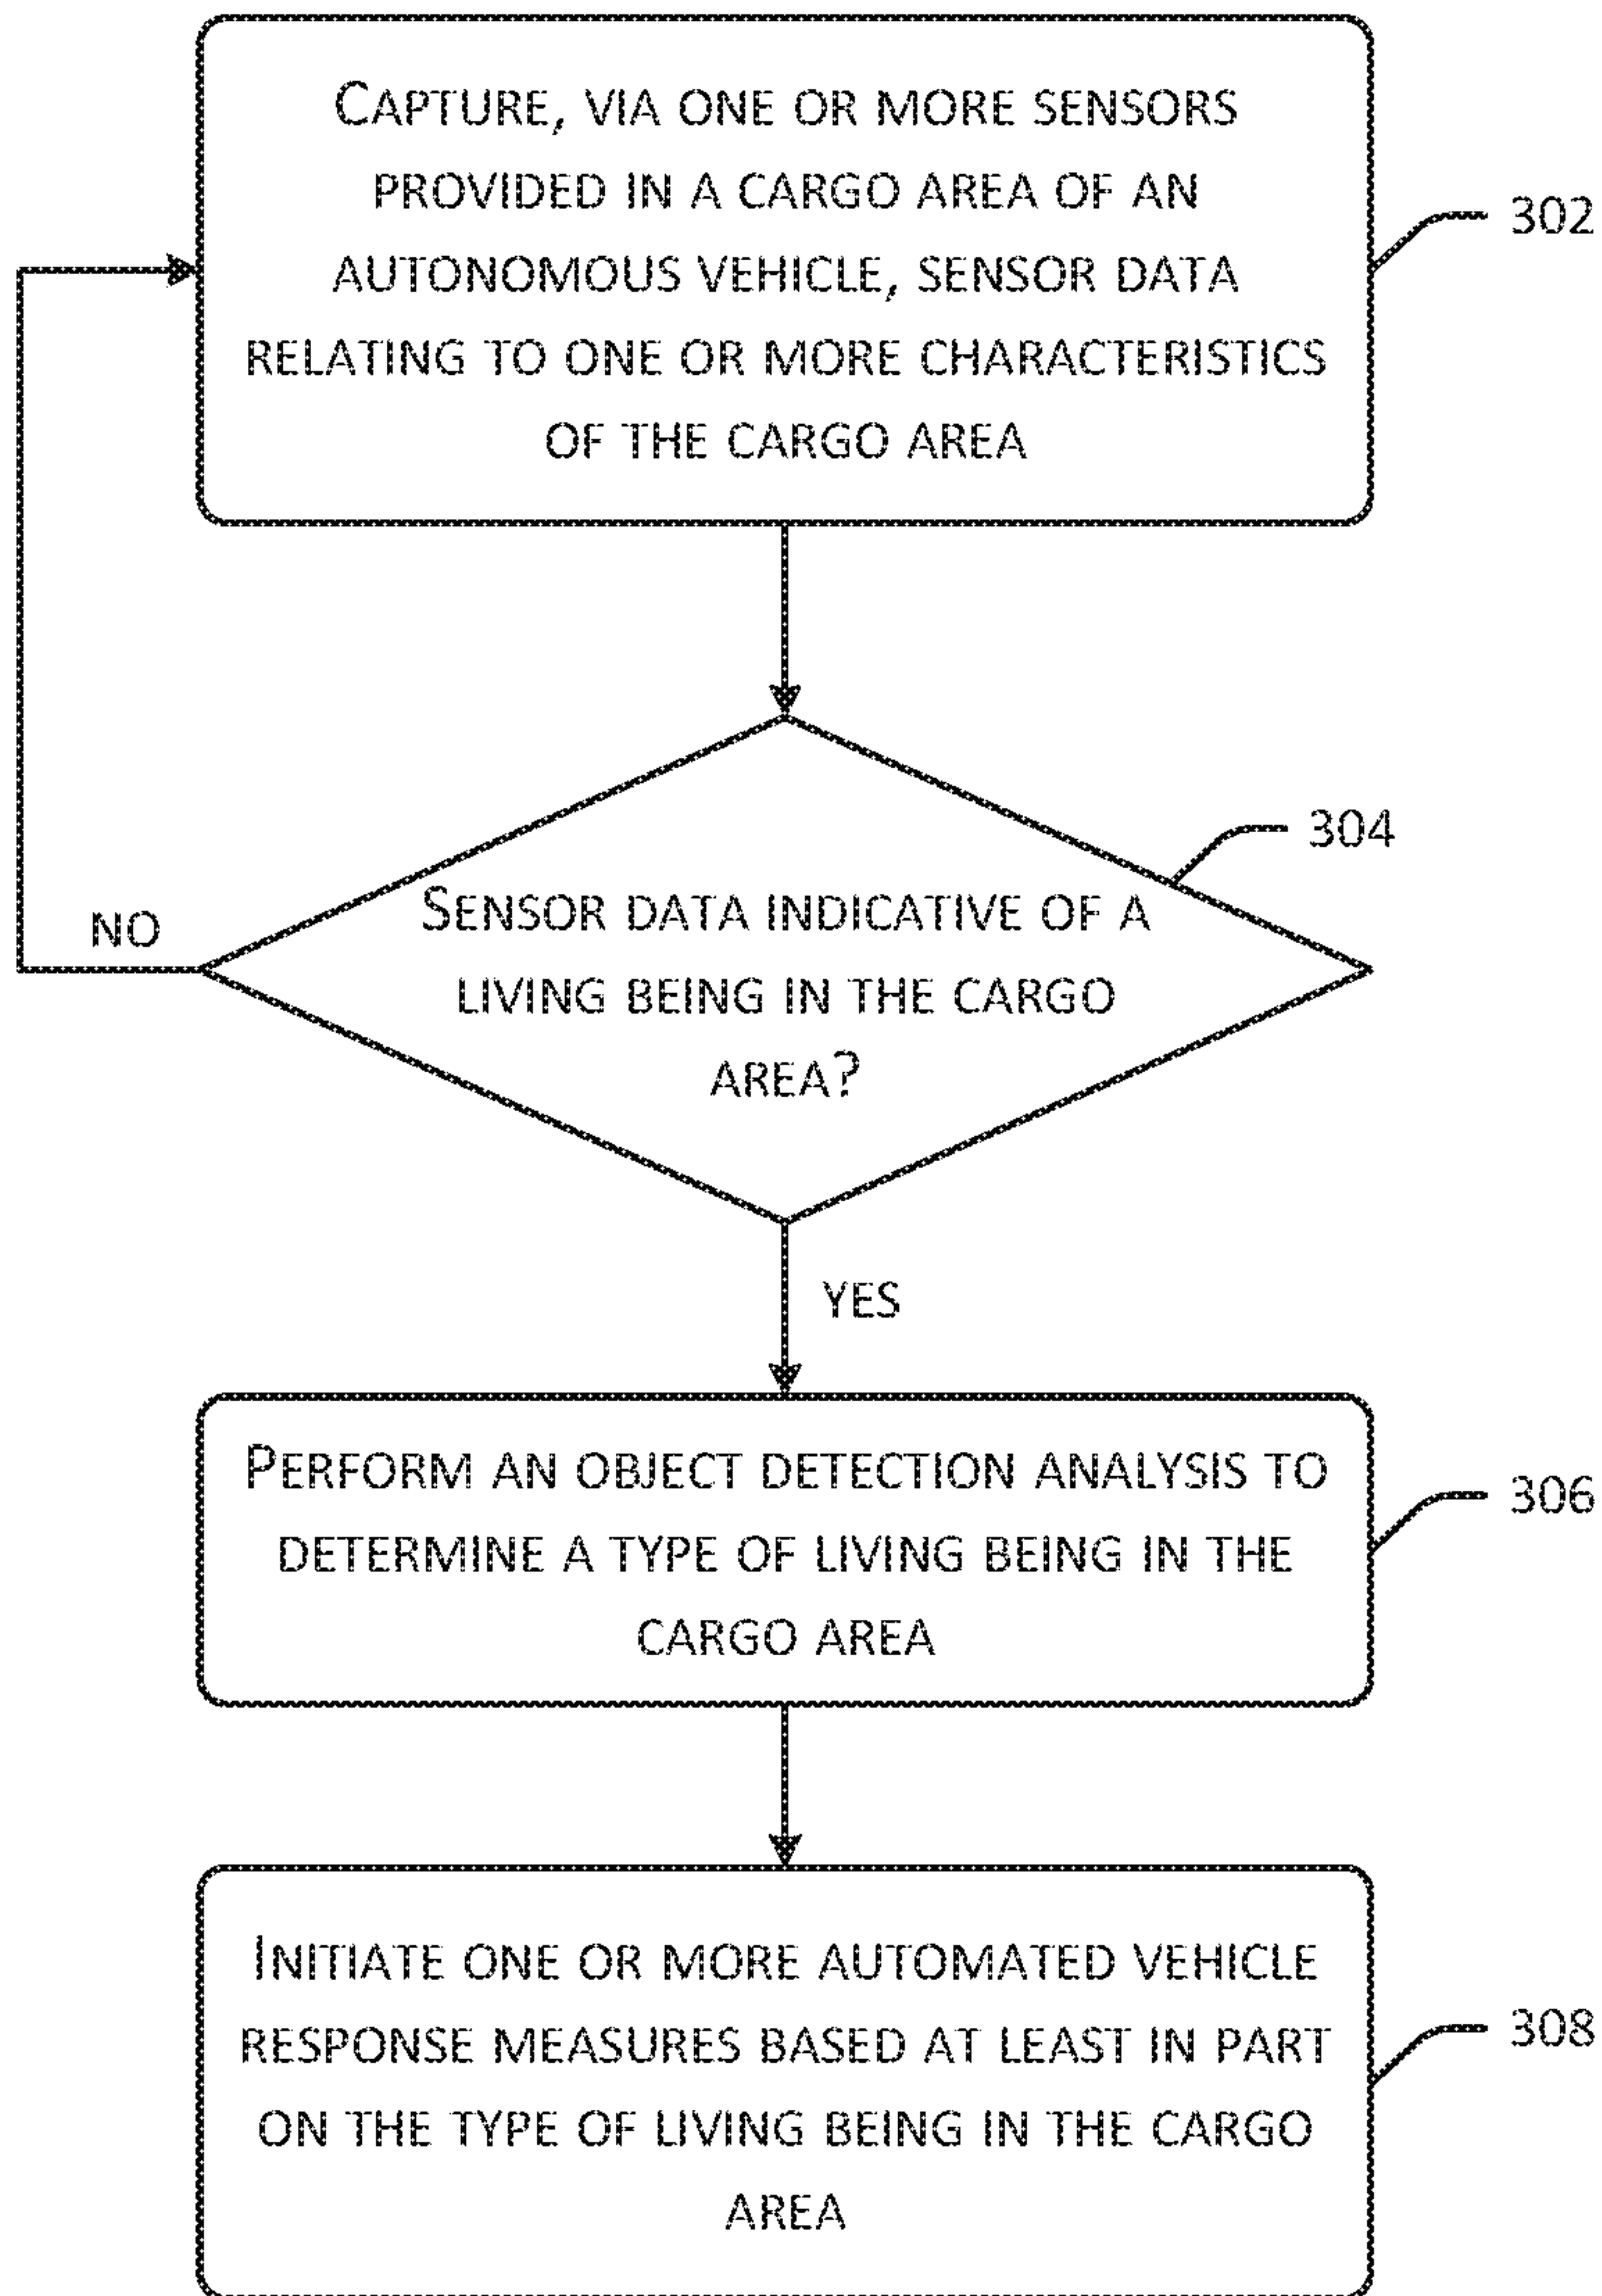 CAPTURE, VIA ONE OR MORE SENSORS
PROVIDED IN A CARGO AREA OF AN
AUTONOMOUS VEHICLE, SENSOR DATA
RELATING TO ONE OR MORE CHARACTERISTICS
OF THE CARGO AREA
302
304
SENSOR DATA INDICATIVE OF A
LIVING BEING IN THE CARGO
AREA?
NO
YES
PERFORM AN OBJECT DETECTION ANALYSIS TO
DETERMINE A TYPE OF LIVING BEING IN THE
CARGO AREA
306
INITIATE ONE OR MORE AUTOMATED VEHICLE
RESPONSE MEASURES BASED AT LEAST IN PART
ON THE TYPE OF LIVING BEING IN THE CARGO
AREA
308